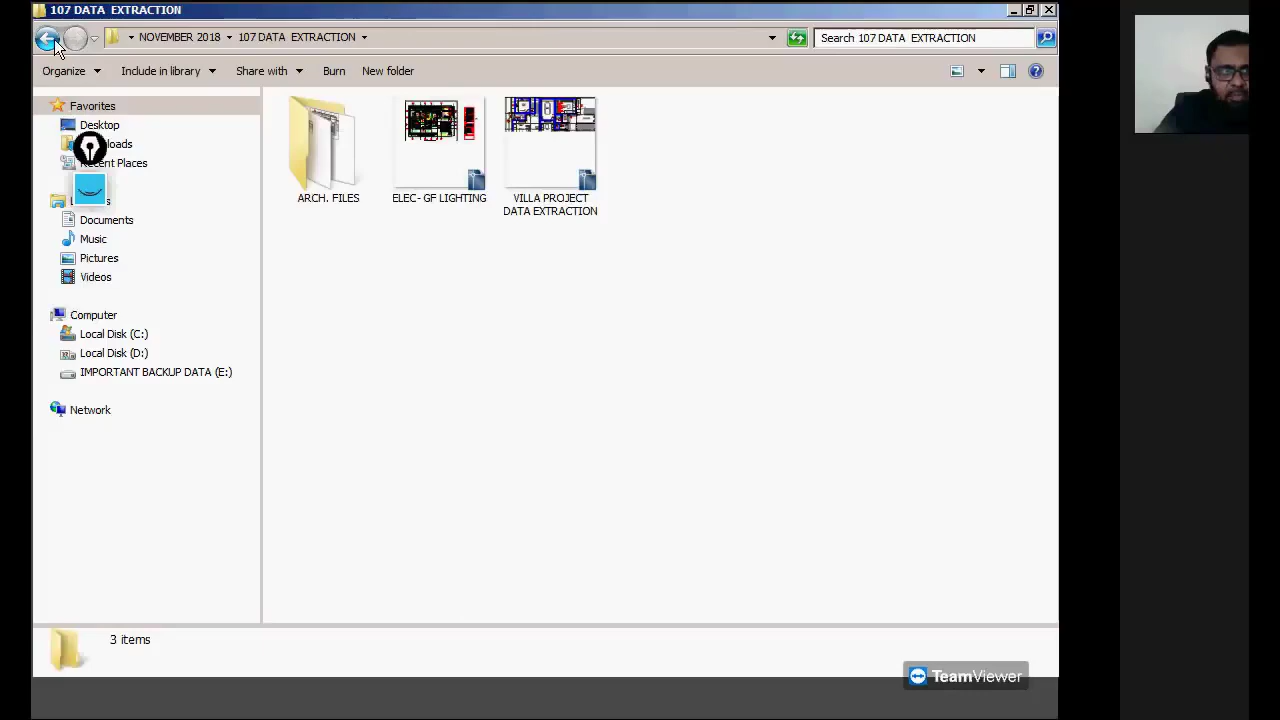 107 DATA EXTRACTION
NOVEMBER 2018 107 DATA EXTRACTION
Search 107 DATA EXTRACTION
Organize Include in library Share with Burn New folder
Favorites
Desktop
loads
Recent Places
Documents
Music
Pictures
Videos
Computer
Local Disk (C:)
Local Disk (D:)
IMPORTANT BACKUP DATA (E:)
Network
ARCH. FILES
ELEC- GF LIGHTING
VILLA PROJECT
DATA EXTRACTION
3 items
TeamViewer